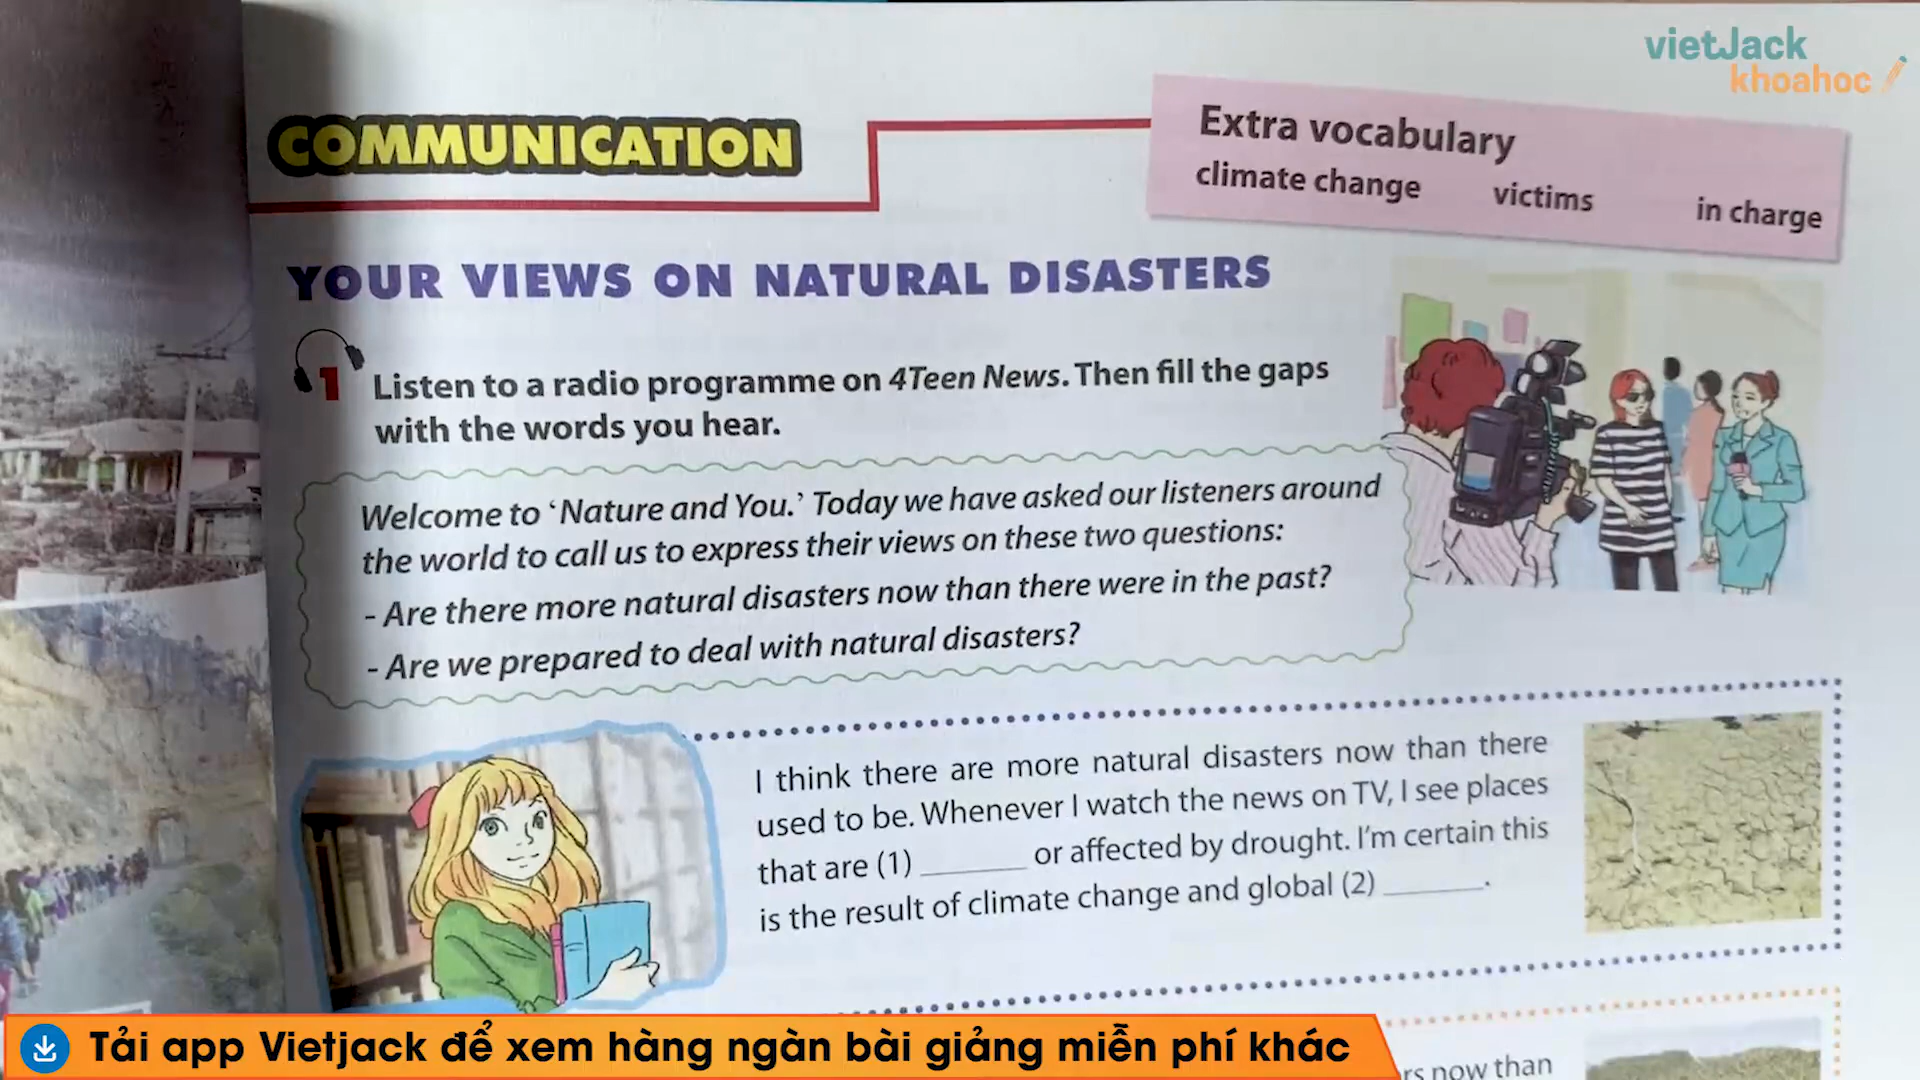 vietJack
khoahoc
COMMUNICATION
Extra vocabulary
climate change victims in charge
YOUR VIEWS ON NATURAL DISASTERS
1 Listen to a radio programme on 4Teen News. Then fill the gaps
with the words you hear.
Welcome to ‘Nature and You.’ Today we have asked our listeners around
the world to call us to express their views on these two questions:
- Are there more natural disasters now than there were in the past?
- Are we prepared to deal with natural disasters?
I think there are more natural disasters now than there
used to be. Whenever I watch the news on TV, I see places
that are (1) _______ or affected by drought. I’m certain this
is the result of climate change and global (2) _______.
now than
Tải app Vietjack để xem hàng ngàn bài giảng miễn phí khác